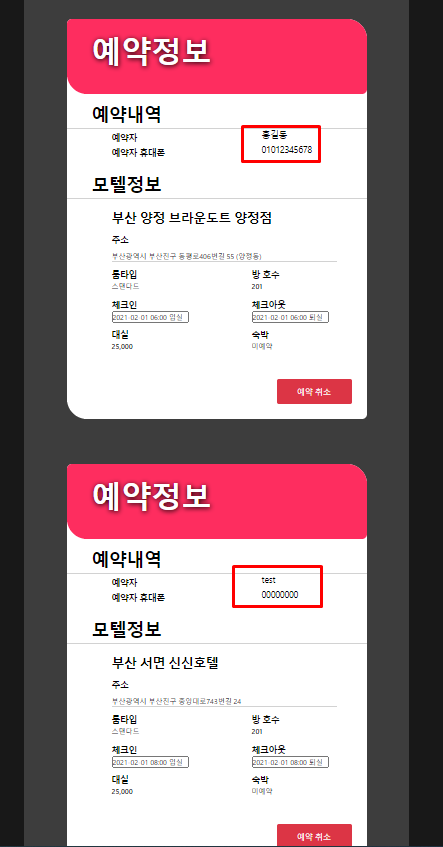 예약정보
예약내역
예약자 홍길동
예약자 휴대폰 01012345678
모텔정보
부산 양정 브라운도트 양정점
주소
부산광역시 부산진구 동평로406번길 55 (양정동)
룸타입 방 호수
스탠다드 201
체크인 체크아웃
2021-02-01 06:00 입실 2021-02-01 06:00 퇴실
대실 숙박
25,000 미예약
예약 취소
예약정보
예약내역
예약자 test
예약자 휴대폰 00000000
모텔정보
부산 서면 신신호텔
주소
부산광역시 부산진구 중앙대로743번길 24
룸타입 방 호수
스탠다드 201
체크인 체크아웃
2021-02-01 08:00 입실 2021-02-01 08:00 퇴실
대실 숙박
25,000 미예약
예약 취소